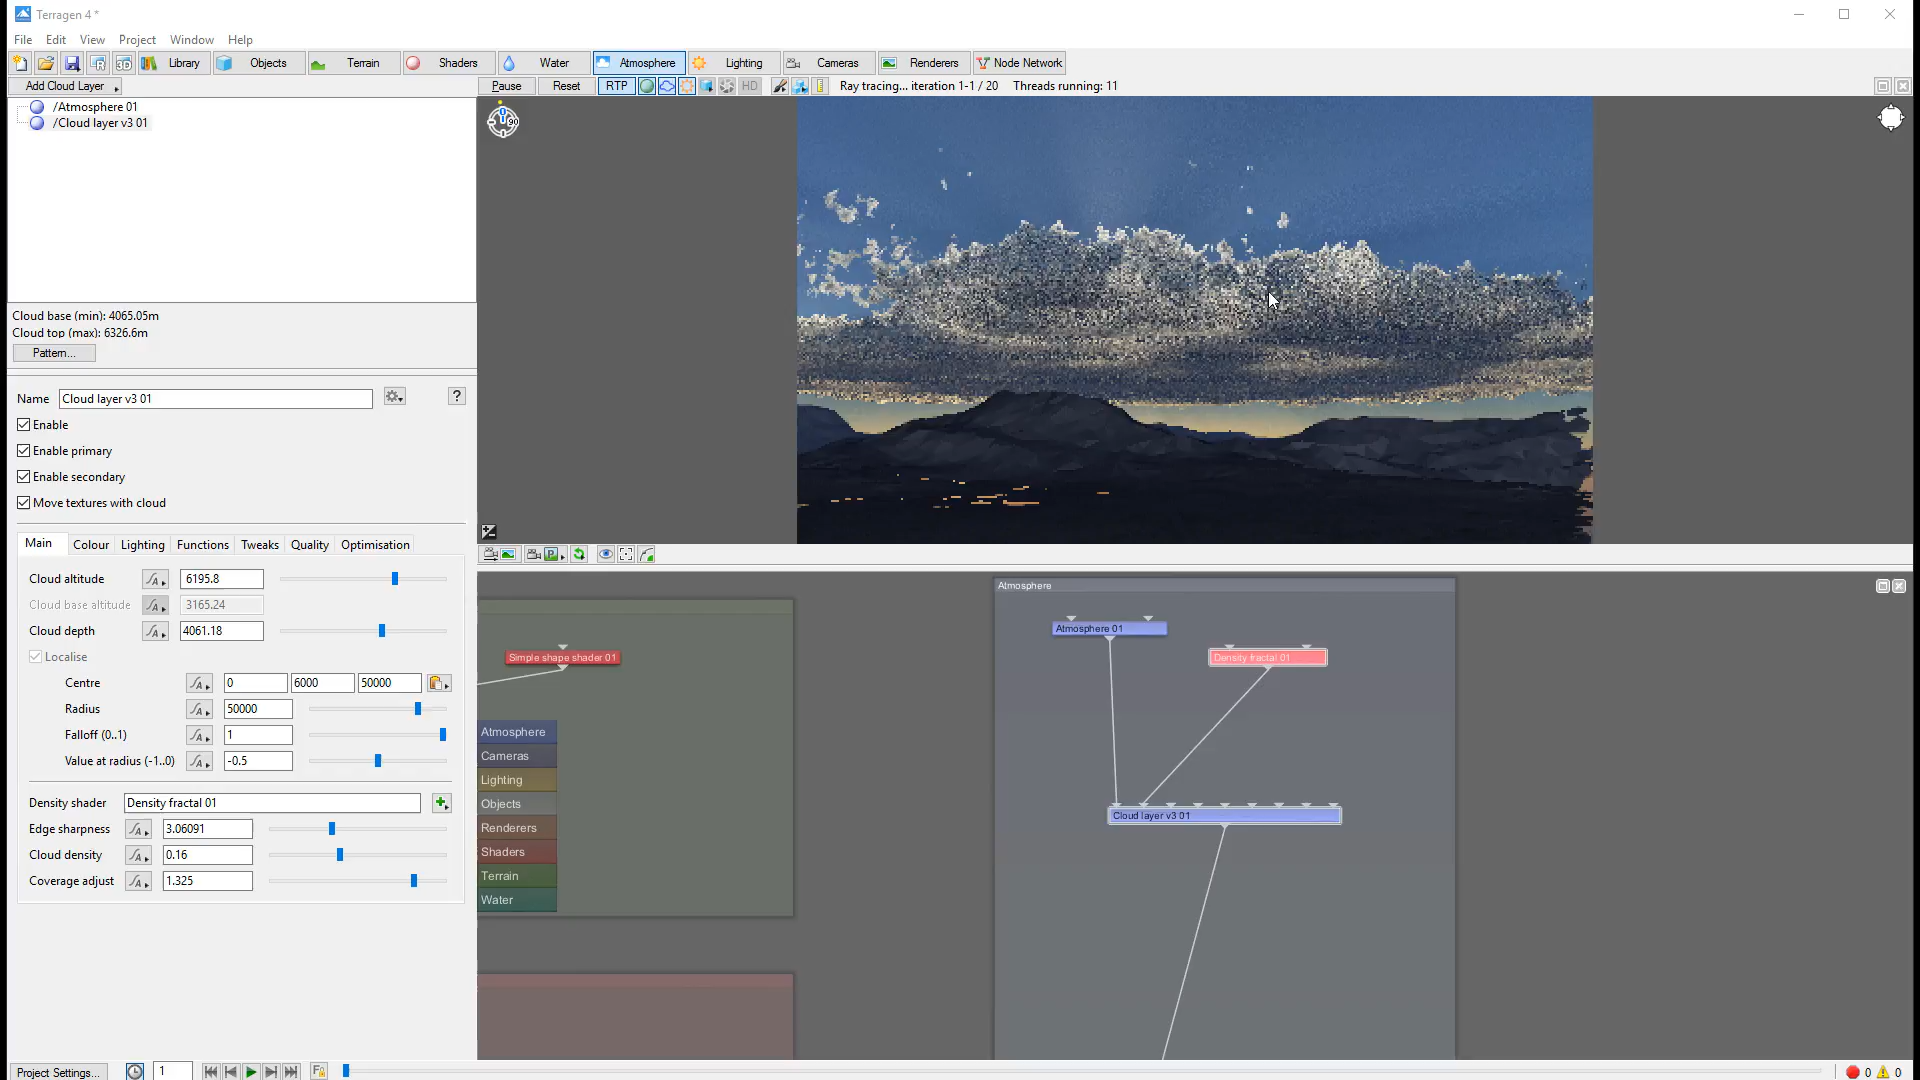 Terragen 4 *
File Edit View Project Window Help
Library Objects Terrain Shaders Water Atmosphere Lighting Cameras Renderers Node Network
Add Cloud Layer Pause Reset RTP HD Ray tracing... iteration 1-1 / 20 Threads running: 11
/Atmosphere 01
/Cloud layer v3 01
90
Cloud base (min): 4065.05m
Cloud top (max): 6326.6m
Pattern...
Name Cloud layer v3 01 ?
Enable
Enable primary
Enable secondary
Move textures with cloud
Main Colour Lighting Functions Tweaks Quality Optimisation
Cloud altitude 6195.8
Cloud base altitude 3165.24
Cloud depth 4061.18
Localise
Centre 0 6000 50000
Radius 50000
Falloff (0..1) 1
Value at radius (-1..0) -0.5
Density shader Density fractal 01
Edge sharpness 3.06091
Cloud density 0.16
Coverage adjust 1.325
Atmosphere
Atmosphere 01
Simple shape shader 01
Density fractal 01
Cloud layer v3 01
Atmosphere
Cameras
Lighting
Objects
Renderers
Shaders
Terrain
Water
Project Settings... 1 0 0